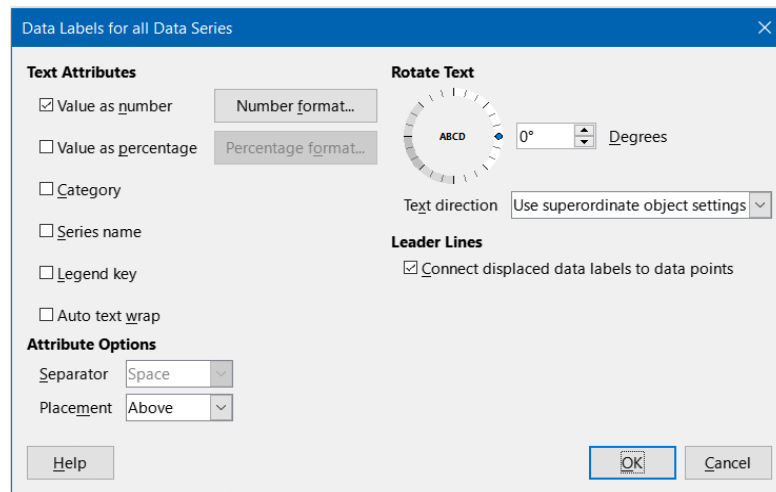 Data Labels for all Data Series
Text Attributes
Value as number
Number format...
Value as percentage
Percentage format...
Category
Series name
Legend key
Auto text wrap
Attribute Options
Separator Space
Placement Above
Rotate Text
ABCD
0° Degrees
Text direction Use superordinate object settings
Leader Lines
Connect displaced data labels to data points
Help
OK
Cancel